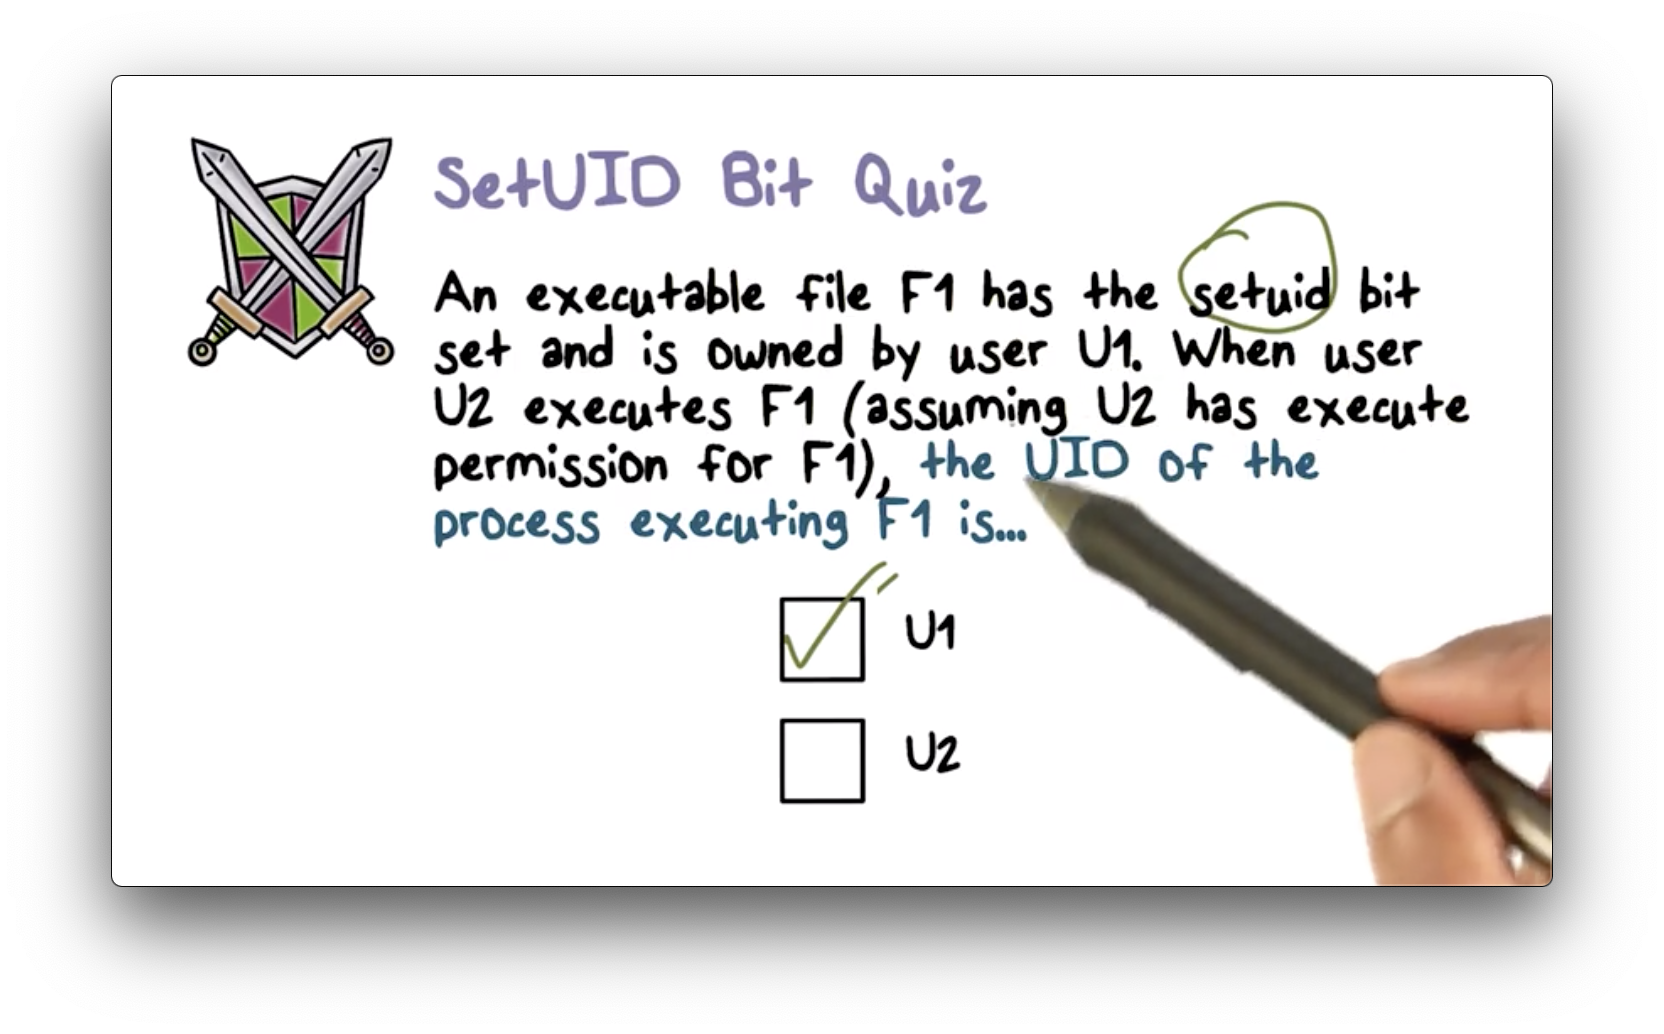 SetUID Bit Quiz
An executable file F1 has the setuid bit
set and is owned by user U1. When user
U2 executes F1 (assuming U2 has execute
permission for F1), the UID of the
process executing F1 is...
U1
U2